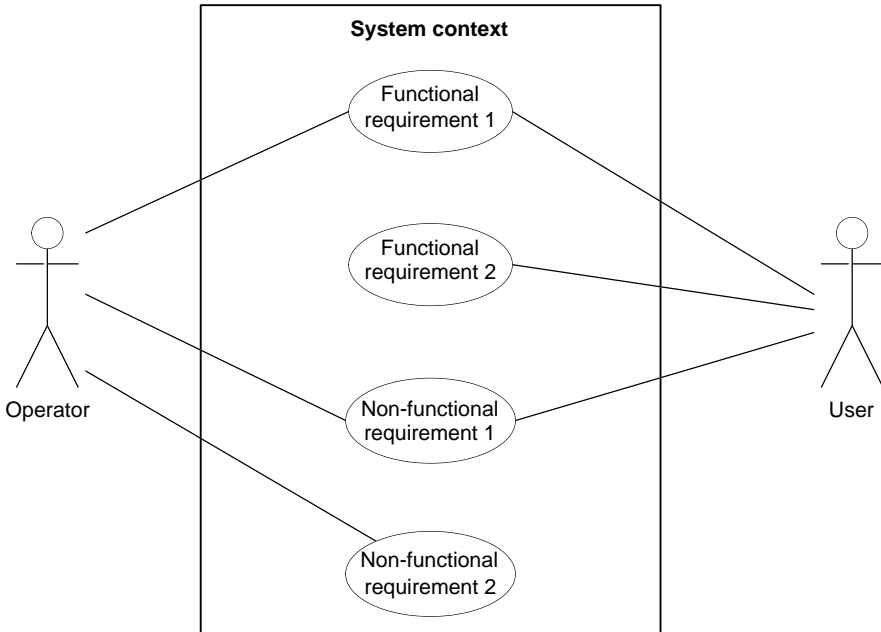 System context
Functional
requirement 1
Functional
requirement 2
Operator
Non-functional
requirement 1
User
Non-functional
requirement 2